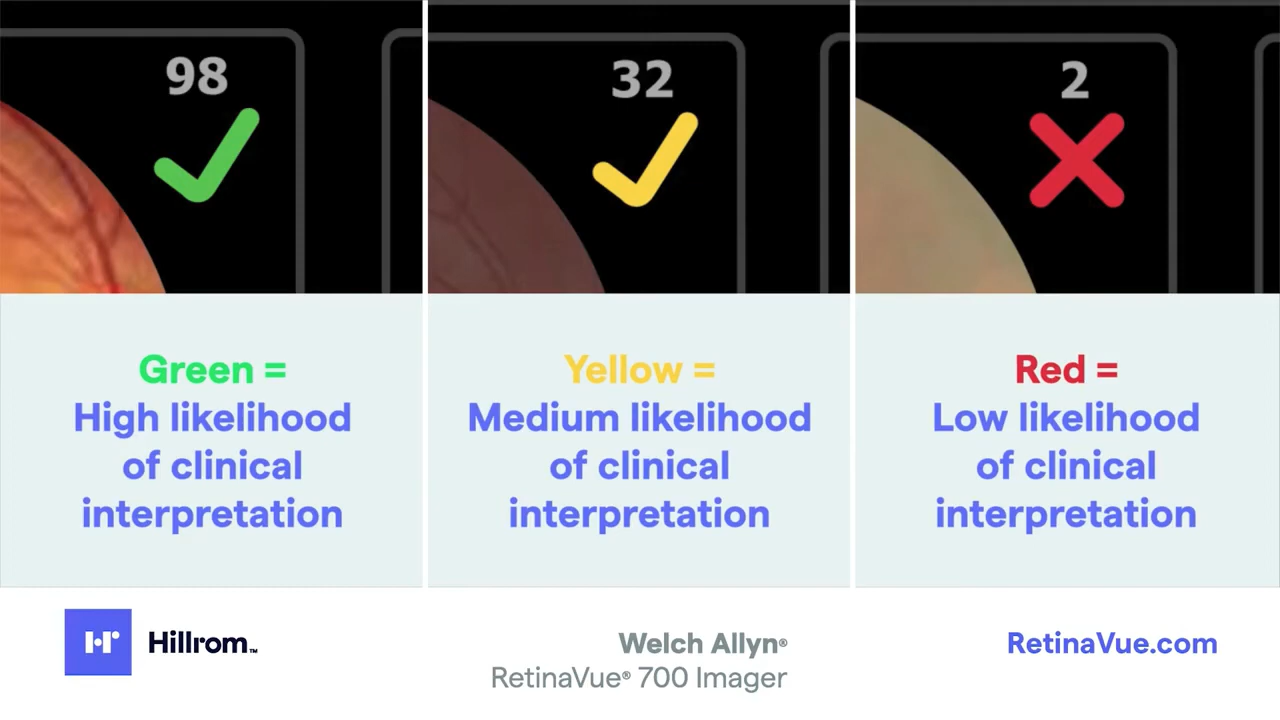 98
32
2
Green =
High likelihood
of clinical
interpretation
Yellow =
Medium likelihood
of clinical
interpretation
Red =
Low likelihood
of clinical
interpretation
Hillrom™
Welch Allyn®
RetinaVue® 700 Imager
RetinaVue.com